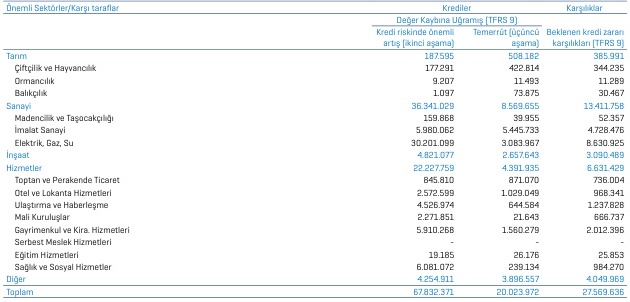 Önemli Sektörler/Karşı taraflar Krediler Karşılıklar
Değer Kaybına Uğramış (TFRS 9)
Kredi riskinde önemli artış (ikinci aşama) Temerrüt (üçüncü aşama) Beklenen kredi zararı karşılıkları (TFRS 9)
Tarım 187.595 508.182 385.991
Çiftçilik ve Hayvancılık 177.291 422.814 344.235
Ormancılık 9.207 11.493 11.289
Balıkçılık 1.097 73.875 30.467
Sanayi 36.341.029 8.569.655 13.411.758
Madencilik ve Taşocakçılığı 159.868 39.955 52.357
İmalat Sanayi 5.980.062 5.445.733 4.728.476
Elektrik, Gaz, Su 30.201.099 3.083.967 8.630.925
İnşaat 4.821.077 2.657.643 3.090.489
Hizmetler 22.227.759 4.391.935 6.631.429
Toptan ve Perakende Ticaret 845.810 871.070 736.004
Otel ve Lokanta Hizmetleri 2.572.599 1.029.049 968.341
Ulaştırma ve Haberleşme 4.526.974 644.584 1.237.828
Mali Kuruluşlar 2.271.851 21.643 666.737
Gayrimenkul ve Kira. Hizmetleri 5.910.268 1.560.279 2.012.396
Serbest Meslek Hizmetleri - - -
Eğitim Hizmetleri 19.185 26.176 25.853
Sağlık ve Sosyal Hizmetler 6.081.072 239.134 984.270
Diğer 4.254.911 3.896.557 4.049.969
Toplam 67.832.371 20.023.972 27.569.636